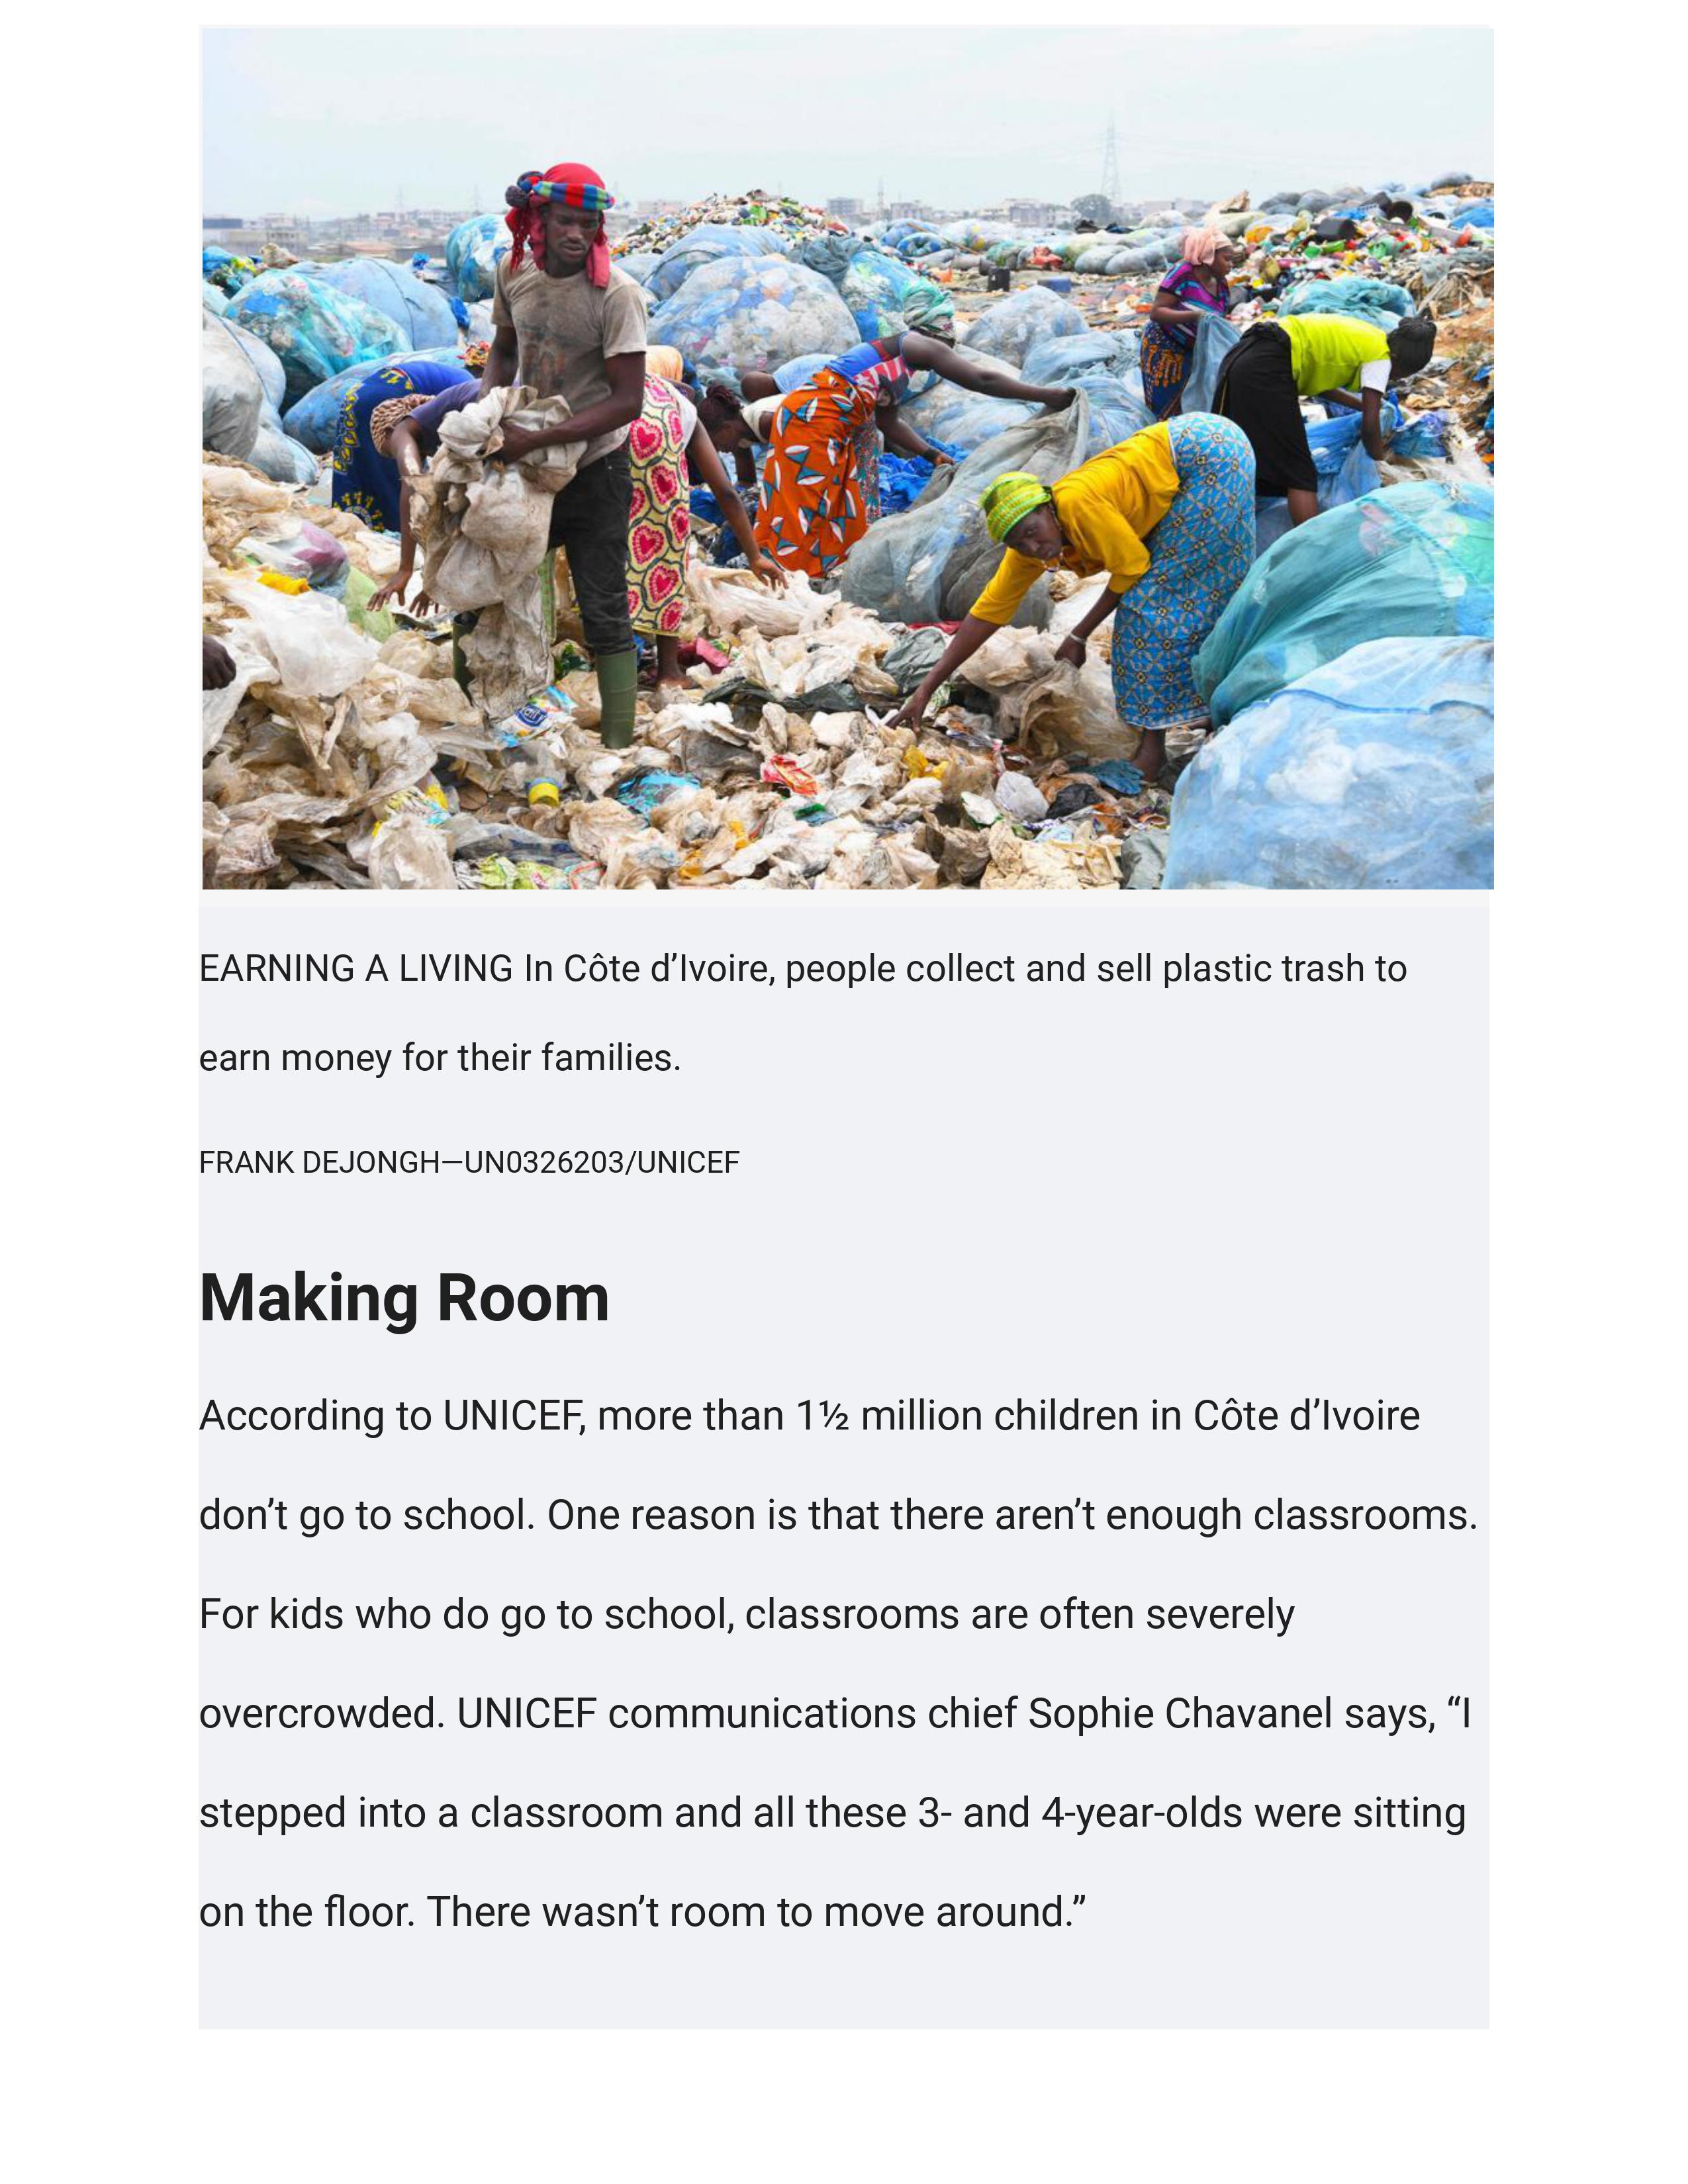 EARNING A LIVING In Côte d’Ivoire, people collect and sell plastic trash to
earn money for their families.
FRANK DEJONGH—UN0326203/UNICEF
Making Room
According to UNICEF, more than 1½ million children in Côte d’Ivoire
don’t go to school. One reason is that there aren’t enough classrooms.
For kids who do go to school, classrooms are often severely
overcrowded. UNICEF communications chief Sophie Chavanel says, “I
stepped into a classroom and all these 3- and 4-year-olds were sitting
on the floor. There wasn’t room to move around.”